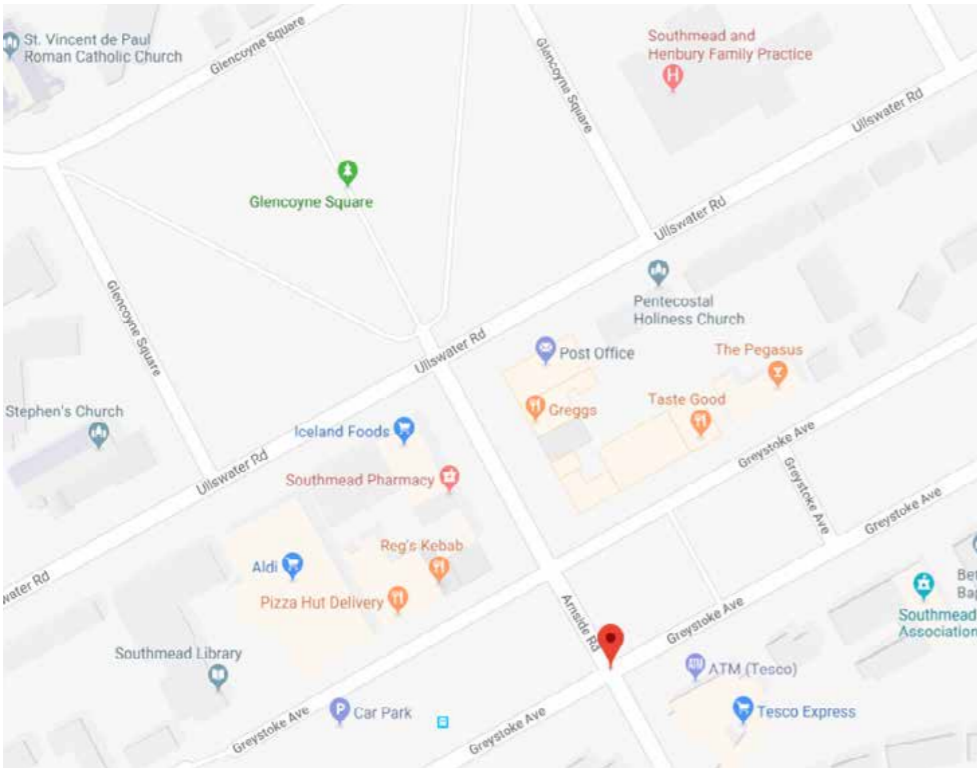 St. Vincent de Paul
Roman Catholic Church
Glencoyne Square
Glencoyne Square
Southmead and
Henbury Family Practice
H
Ullswater Rd
Glencoyne Square
Ullswater Rd
Pentecostal
Holiness Church
Glencoyne Square
Ullswater Rd
Post Office
The Pegasus
Greggs
Taste Good
Stephen's Church
Iceland Foods
Greystoke Ave
Ullswater Rd
Southmead Pharmacy
Greystoke Ave
Greystoke Ave
Reg's Kebab
Aldi
water Rd
Pizza Hut Delivery
Arnside Rd
Greystoke Ave
Southmead
Association
Southmead Library
ATM
ATM (Tesco)
P
Car Park
Tesco Express
Greystoke Ave
Greystoke Ave